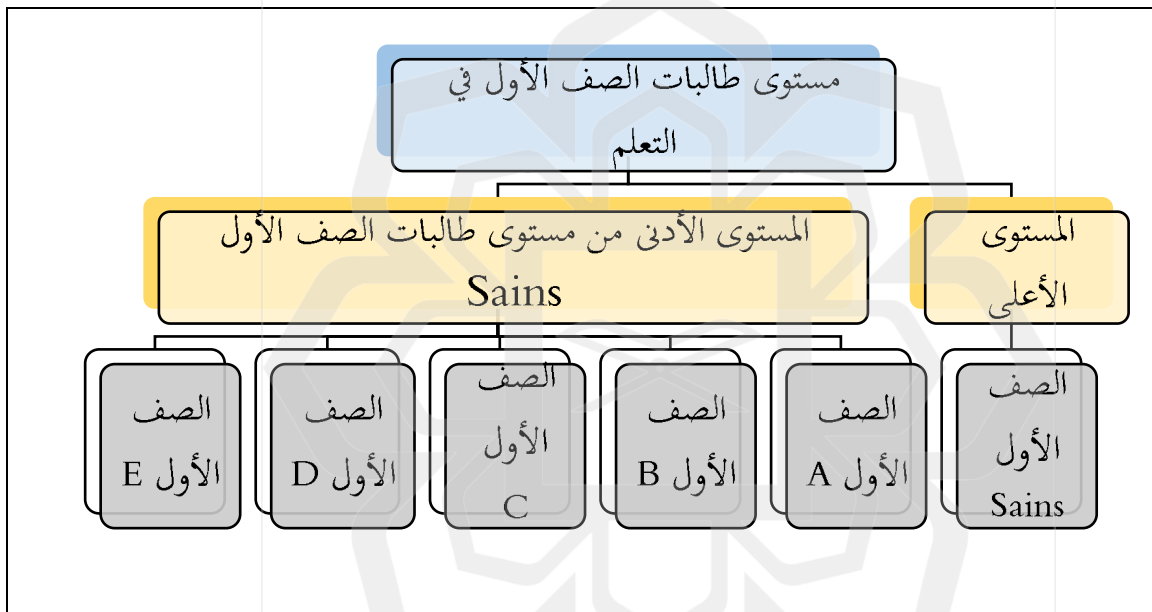 مستوى طالبات الصف الأول في
التعلم
المستوى
الأعلى
المستوى الأدنى من مستوى طالبات الصف الأول
Sains
الصف
الأول
Sains
الصف
الأول A
الصف
الأول B
الصف
الأول
C
الصف
الأول D
الصف
الأول E